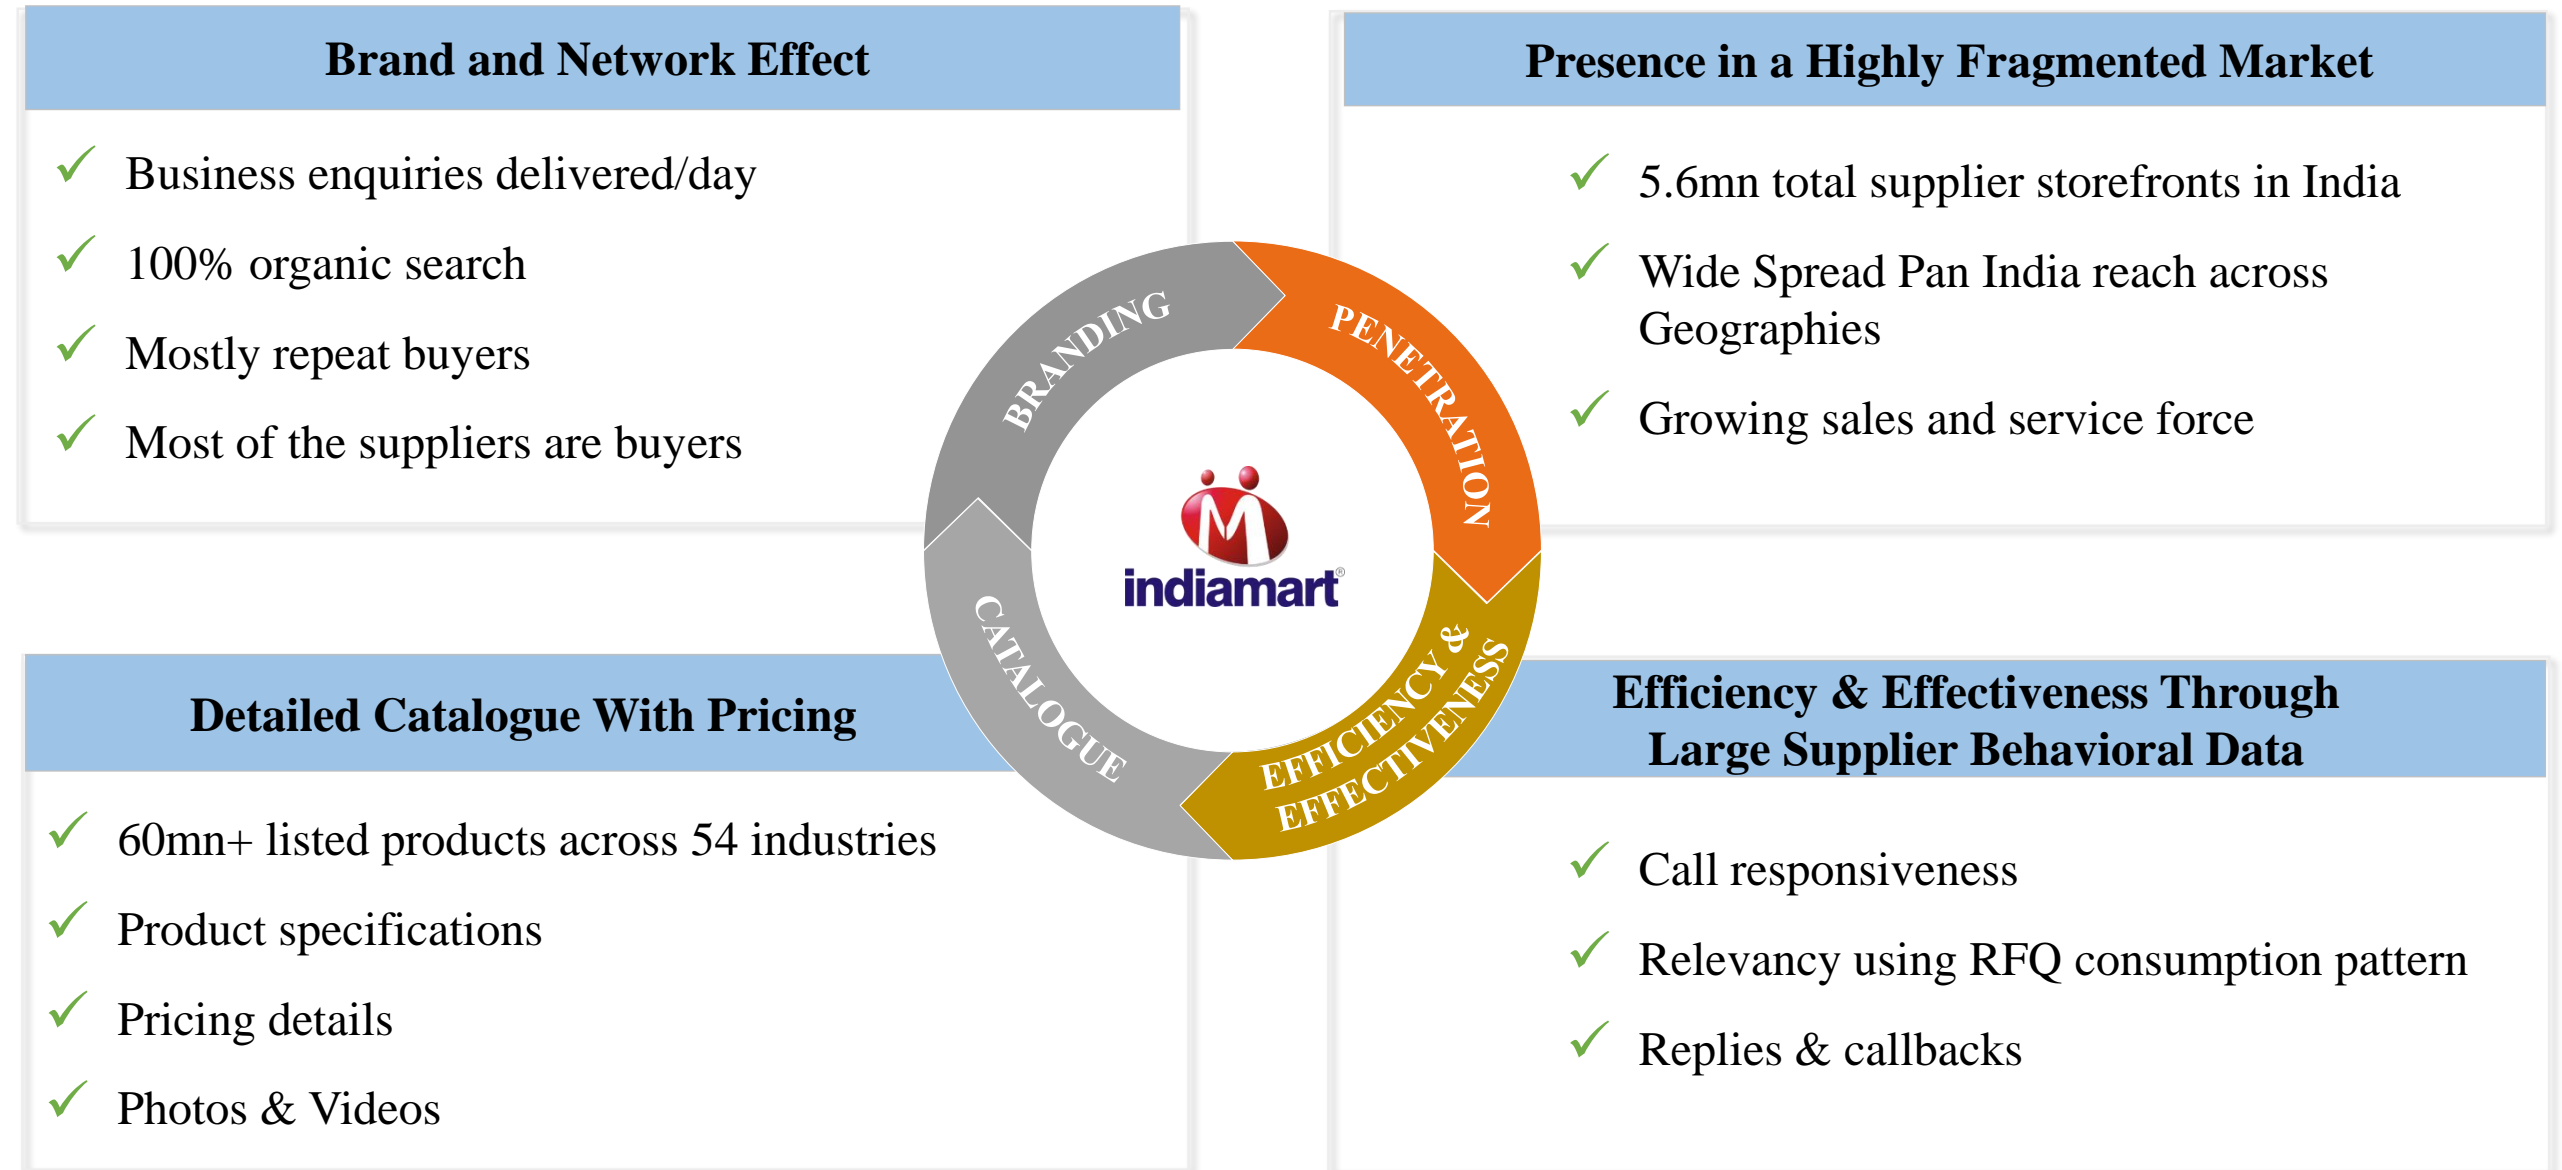 Brand and Network Effect
Business enquiries delivered/day
100% organic search
Mostly repeat buyers
Most of the suppliers are buyers
Presence in a Highly Fragmented Market
5.6mn total supplier storefronts in India
Wide Spread Pan India reach across
Geographies
Growing sales and service force
BRANDING
PENETRATION
EFFICIENCY &
EFFECTIVENESS
CATALOGUE
indiamart®
Detailed Catalogue With Pricing
60mn+ listed products across 54 industries
Product specifications
Pricing details
Photos & Videos
Efficiency & Effectiveness Through
Large Supplier Behavioral Data
Call responsiveness
Relevancy using RFQ consumption pattern
Replies & callbacks